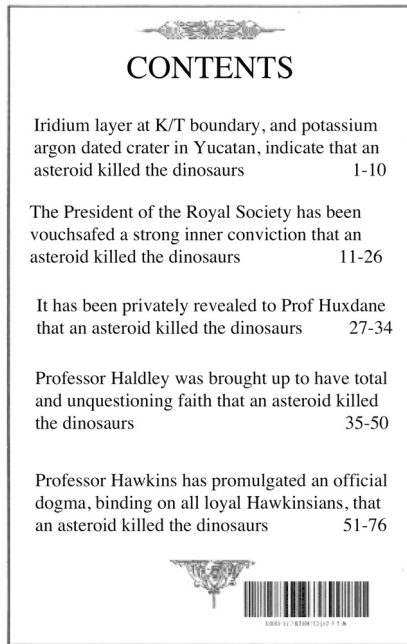 CONTENTS
Iridium layer at K/T boundary, and potassium
argon dated crater in Yucatan, indicate that an
asteroid killed the dinosaurs 1-10
The President of the Royal Society has been
vouchsafed a strong inner conviction that an
asteroid killed the dinosaurs 11-26
It has been privately revealed to Prof Huxdane
that an asteroid killed the dinosaurs 27-34
Professor Haldley was brought up to have total
and unquestioning faith that an asteroid killed
the dinosaurs 35-50
Professor Hawkins has promulgated an official
dogma, binding on all loyal Hawkinsians, that
an asteroid killed the dinosaurs 51-76